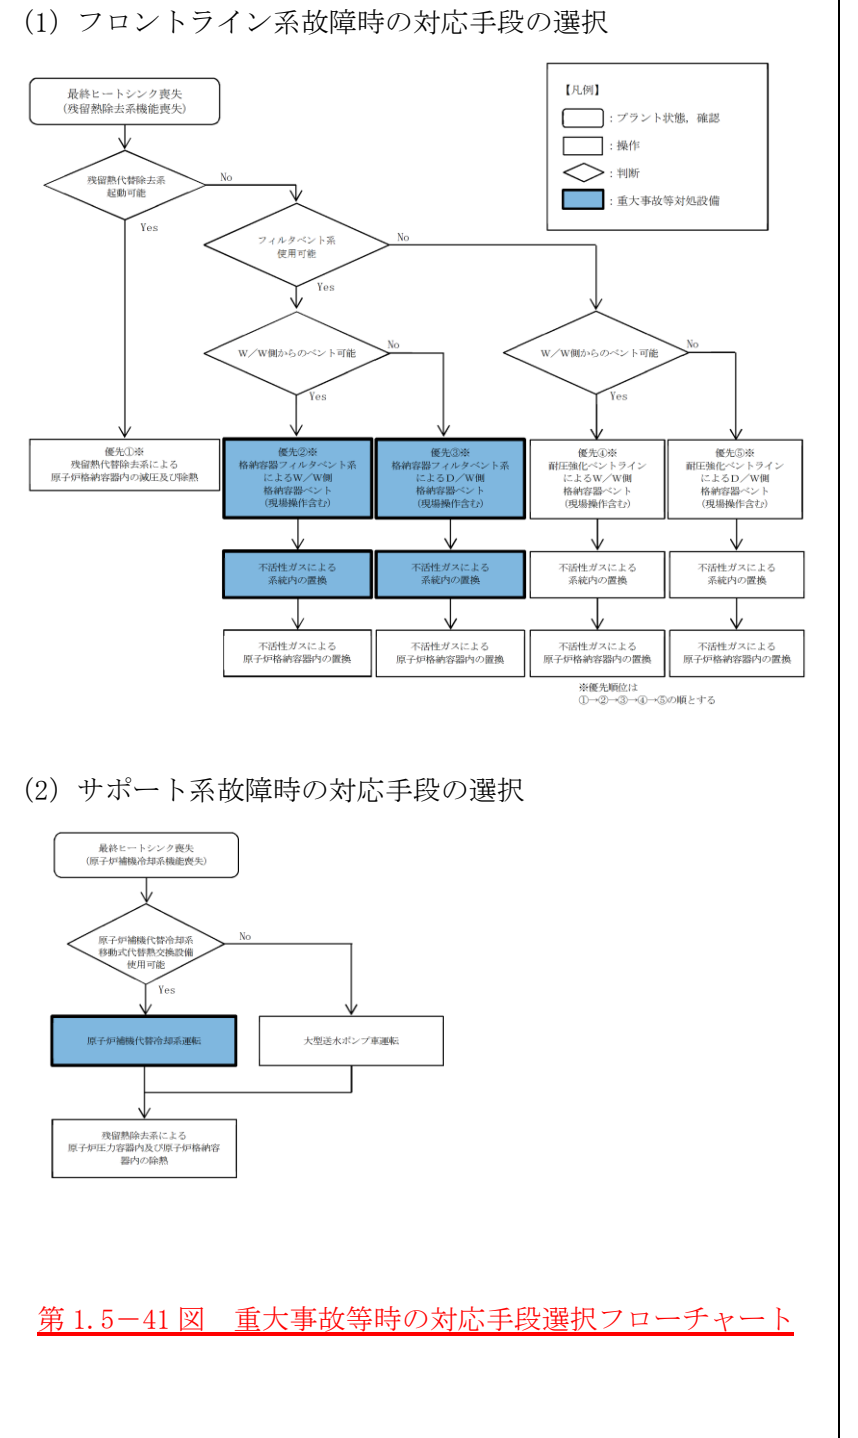 (1) フロントライン系故障時の対応手段の選択
最終ヒートシンク喪失
(残留熱除去系機能喪失)
【凡例】
：プラント状態，確認
：操作
：判断
：重大事故等対処設備
残留熱代替除去系
起動可能
No
Yes
フィルタベント系
使用可能
No
Yes
W／W側からのベント可能
No
Yes
W／W側からのベント可能
No
Yes
優先①※
残留熱代替除去系による
原子炉格納容器内の減圧及び除熱
優先②※
格納容器フィルタベント系
によるW／W側
格納容器ベント
(現場操作含む)
優先③※
格納容器フィルタベント系
によるD／W側
格納容器ベント
(現場操作含む)
優先④※
耐圧強化ベントライン
によるW／W側
格納容器ベント
(現場操作含む)
優先⑤※
耐圧強化ベントライン
によるD／W側
格納容器ベント
(現場操作含む)
不活性ガスによる
系統内の置換
不活性ガスによる
系統内の置換
不活性ガスによる
系統内の置換
不活性ガスによる
系統内の置換
不活性ガスによる
原子炉格納容器内の置換
不活性ガスによる
原子炉格納容器内の置換
不活性ガスによる
原子炉格納容器内の置換
不活性ガスによる
原子炉格納容器内の置換
※優先順位は
①→②→③→④→⑤の順とする
(2) サポート系故障時の対応手段の選択
最終ヒートシンク喪失
(原子炉補機冷却系機能喪失)
原子炉補機代替冷却系
移動式代替熱交換設備
使用可能
No
Yes
原子炉補機代替冷却系運転
大型送水ポンプ車運転
残留熱除去系による
原子炉圧力容器内及び原子炉格納容
器内の除熱
第 1.5－41 図　重大事故等時の対応手段選択フローチャート